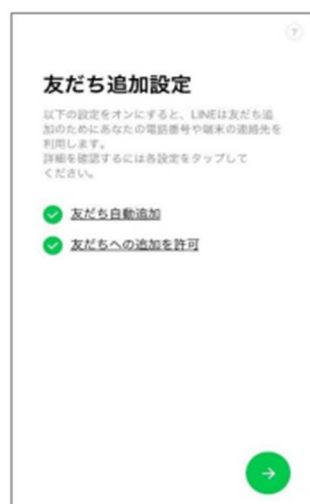 ?
友だち追加設定
以下の設定をオンにすると、LINEは友だち追
加のためにあなたの電話番号や端末の連絡先を
利用します。
詳細を確認するには各設定をタップして
ください。
友だち自動追加
友だちへの追加を許可